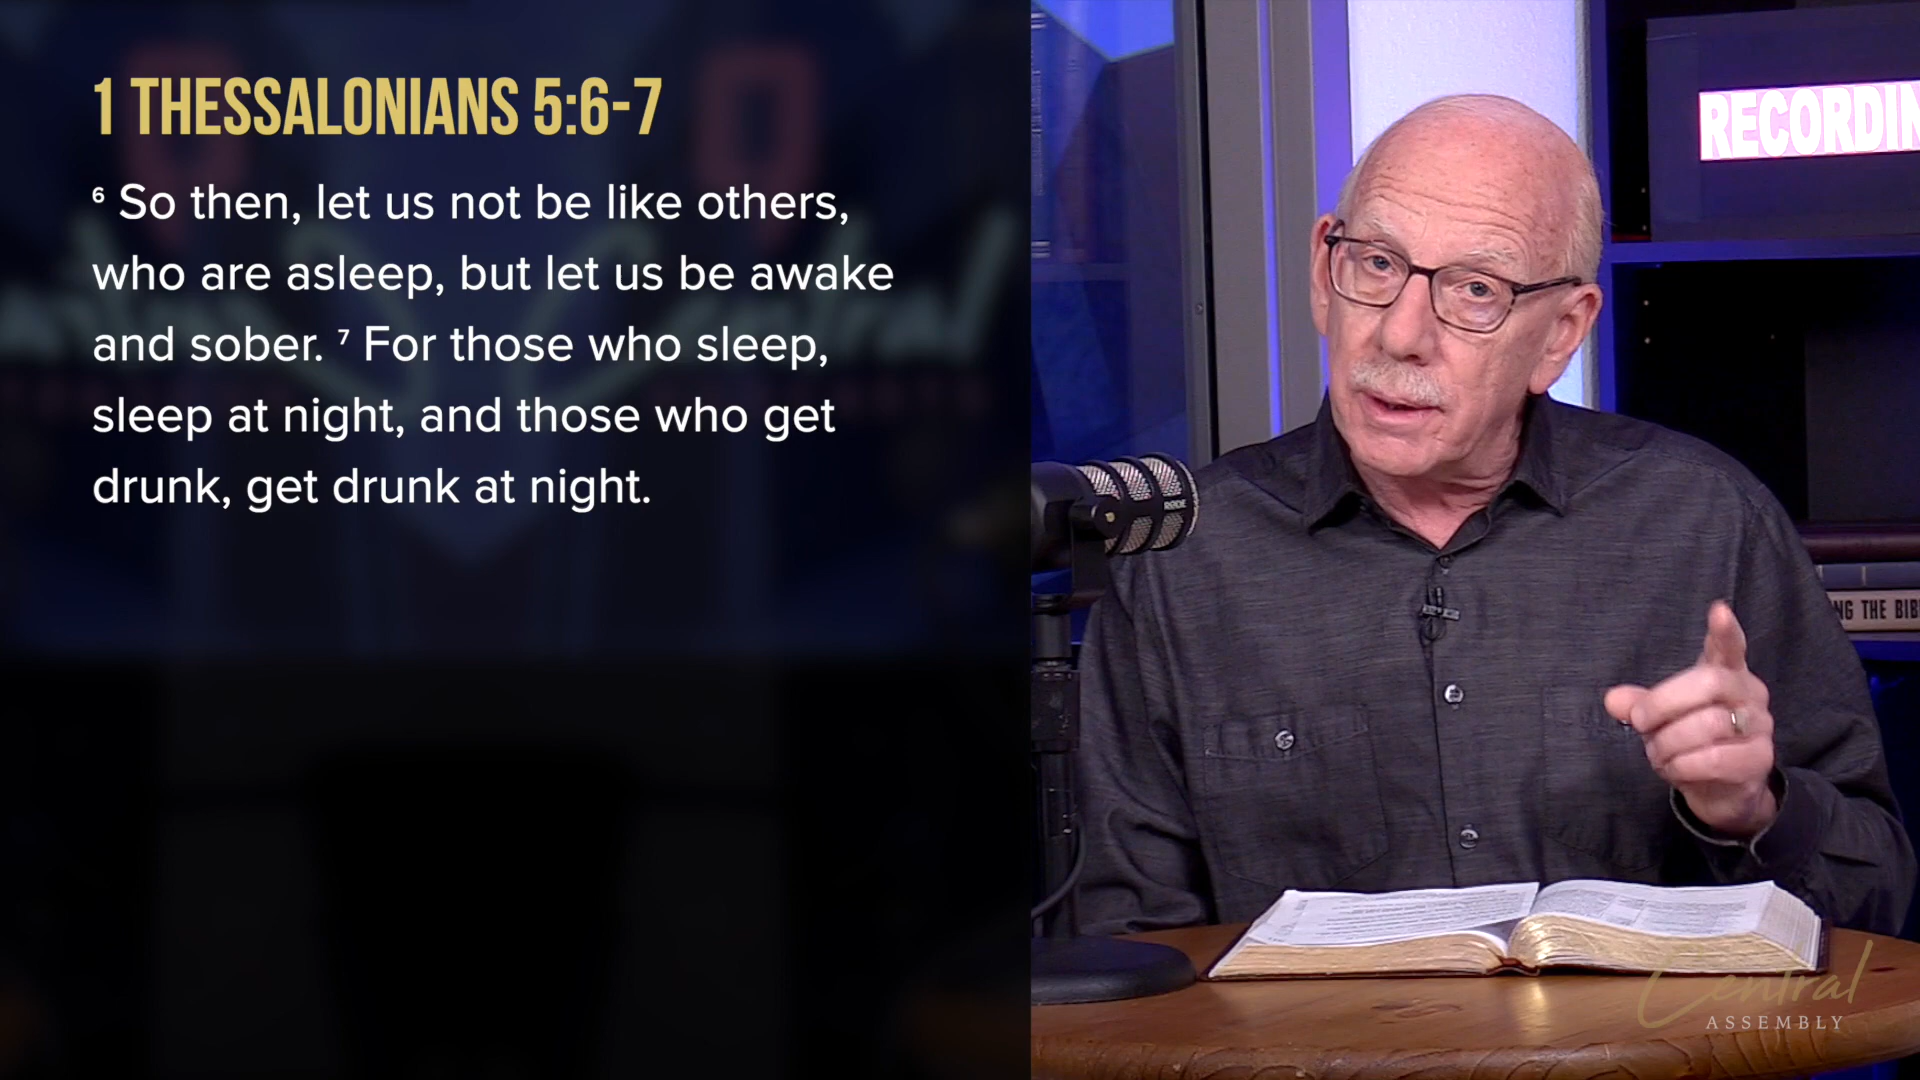 1 THESSALONIANS 5:6-7
⁶ So then, let us not be like others,
who are asleep, but let us be awake
and sober. ⁷ For those who sleep,
sleep at night, and those who get
drunk, get drunk at night.
RECORDIN
RØDE
NG THE BIB
Central
ASSEMBLY